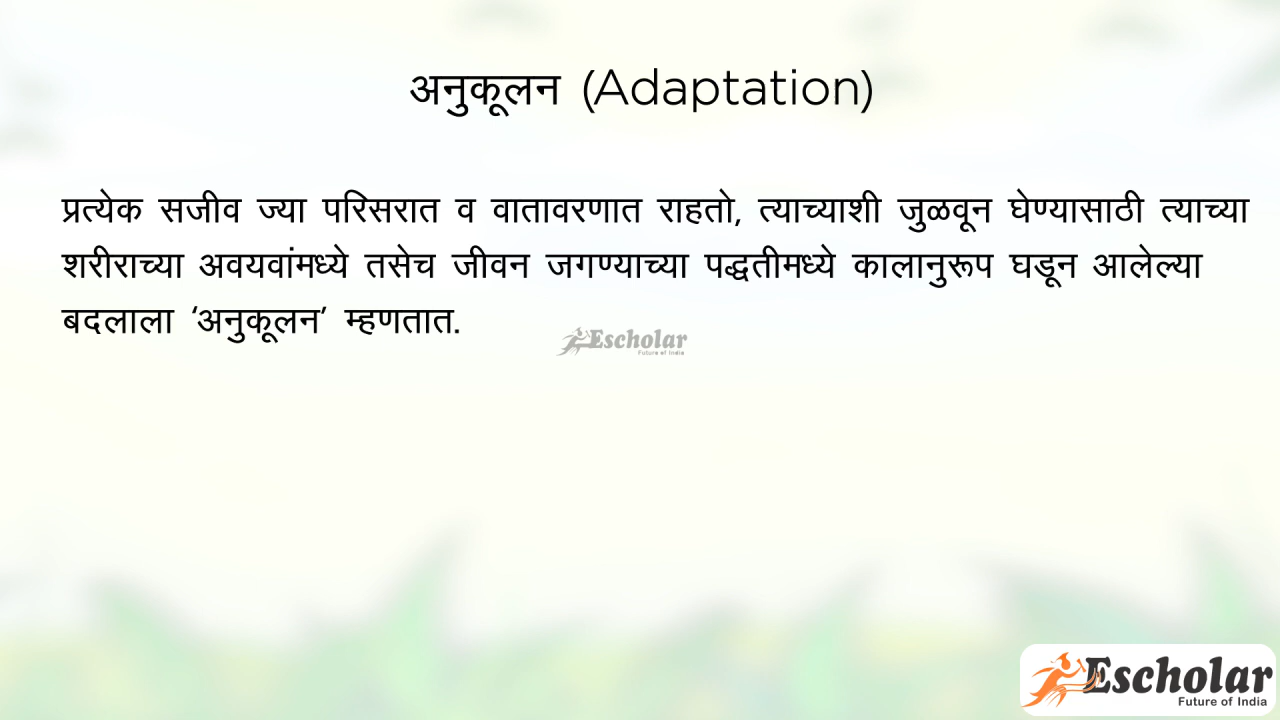 अनुकूलन (Adaptation)
प्रत्येक सजीव ज्या परिसरात व वातावरणात राहतो, त्याच्याशी जुळवून घेण्यासाठी त्याच्या
शरीराच्या अवयवांमध्ये तसेच जीवन जगण्याच्या पद्धतीमध्ये कालानुरूप घडून आलेल्या
बदलाला ‘अनुकूलन’ म्हणतात.
Escholar
Future of India
Escholar
Future of India